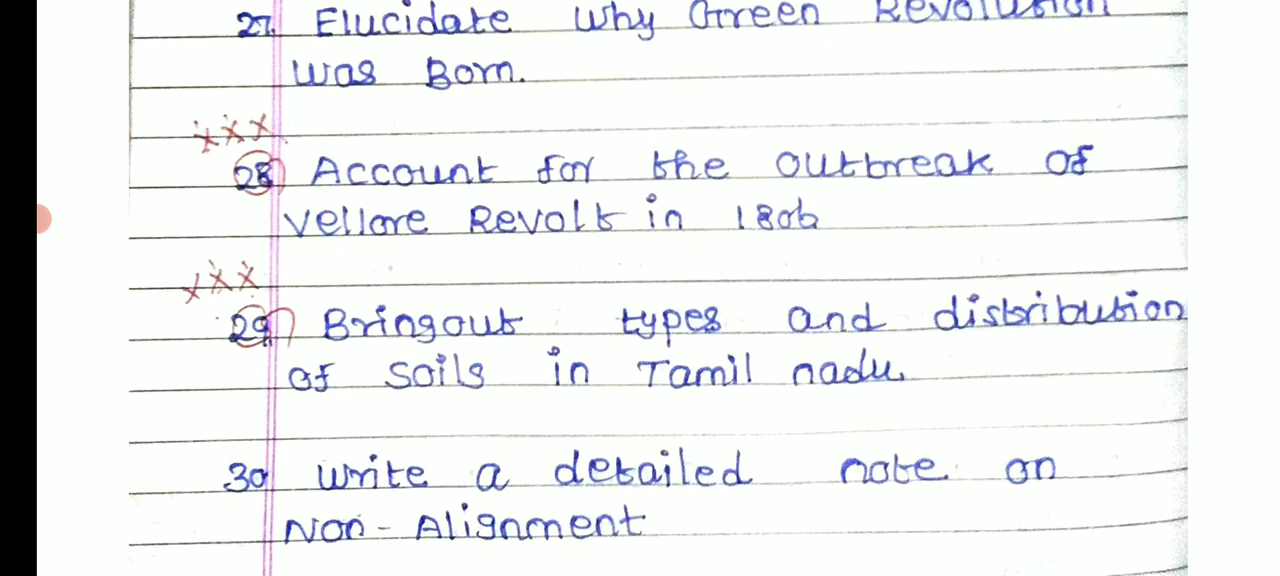 27. Elucidate Why Green Revolution
was Born.
xxx
28) Account for the outbreak of
Vellore Revolt in 1806
xxx
29) Bringout types and distribution
of soils in Tamil nadu.
30) Write a detailed note on
Non-Alignment